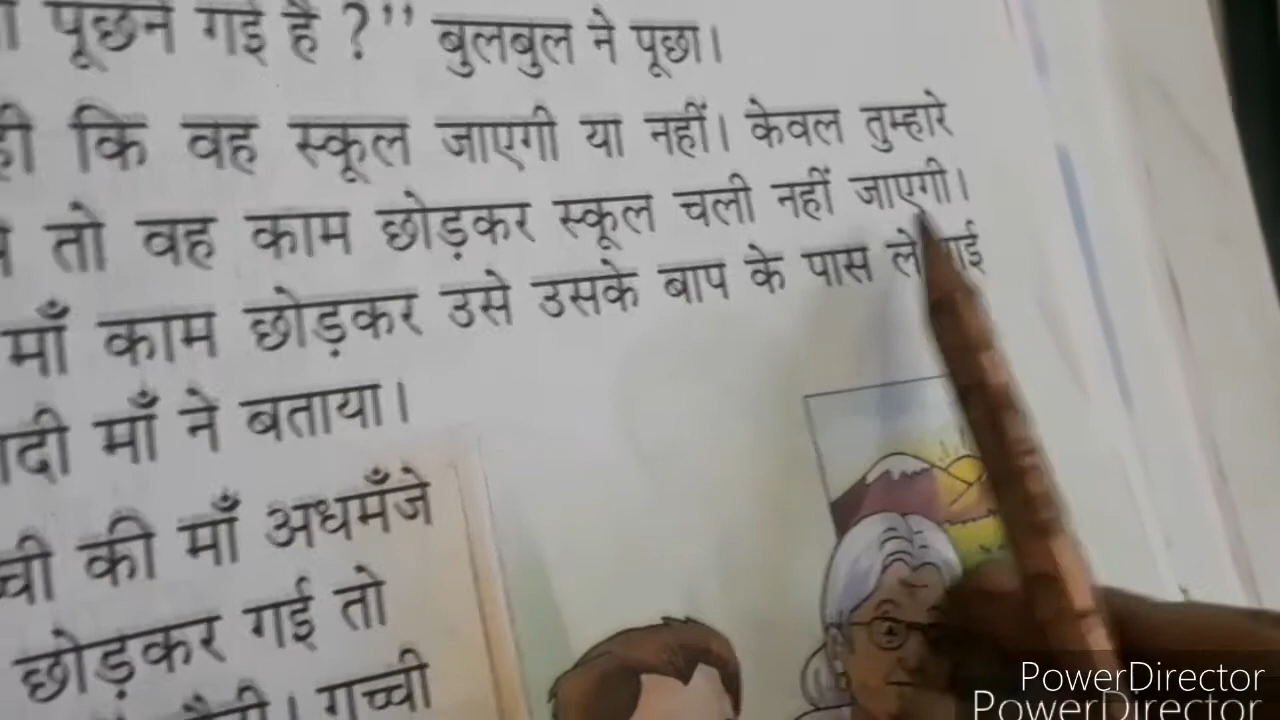 पूछने गई है ?'' बुलबुल ने पूछा।
कि वह स्कूल जाएगी या नहीं। केवल तुम्हारे
तो वह काम छोड़कर स्कूल चली नहीं जाएगी।
माँ काम छोड़कर उसे उसके बाप के पास ले
माँ ने बताया।
की माँ अधमँजे
छोड़कर गई तो
गुच्ची
PowerDirector
PowerDirector